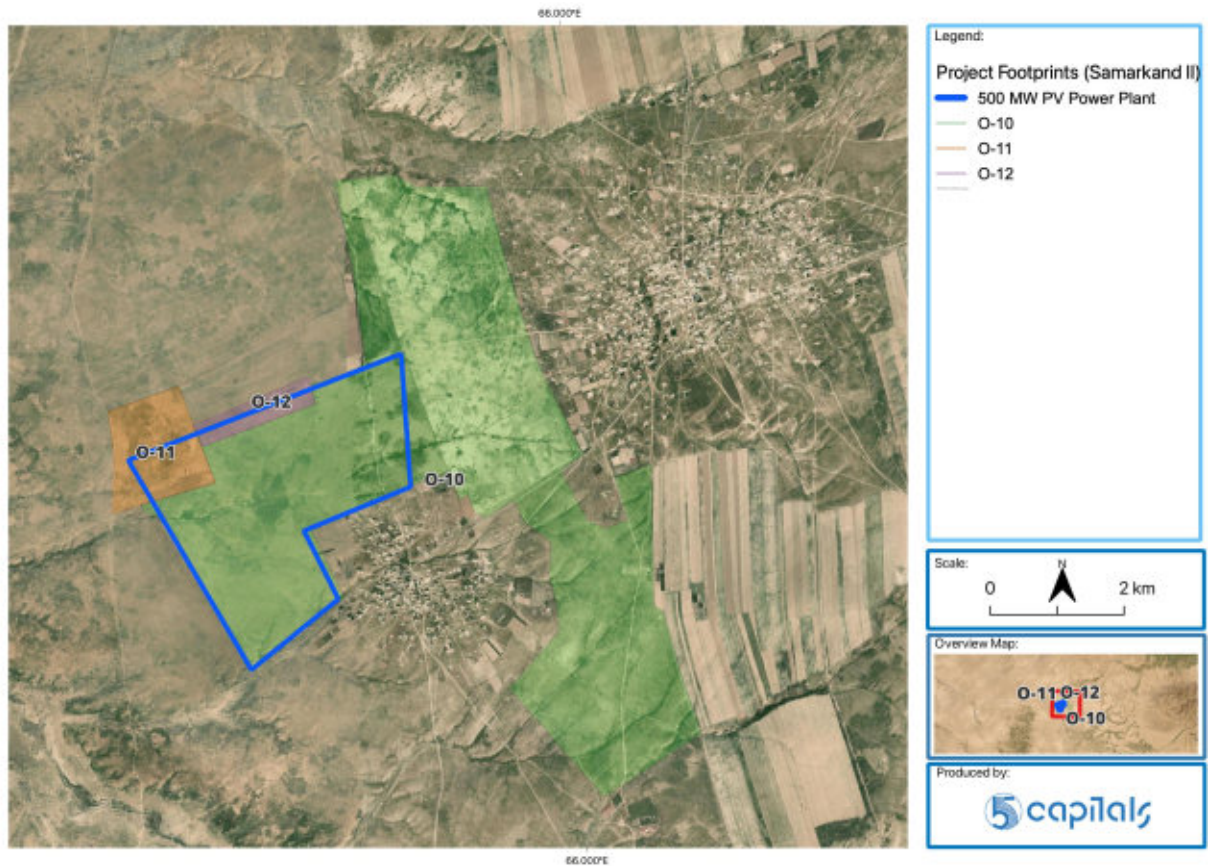 66.000°E
Legend:
Project Footprints (Samarkand II)
500 MW PV Power Plant
O-10
O-11
O-12
O-12
O-11
O-10
Scale:
N
0 2 km
Overview Map:
O-11 O-12
O-10
Produced by:
5 capitals
66.000°E